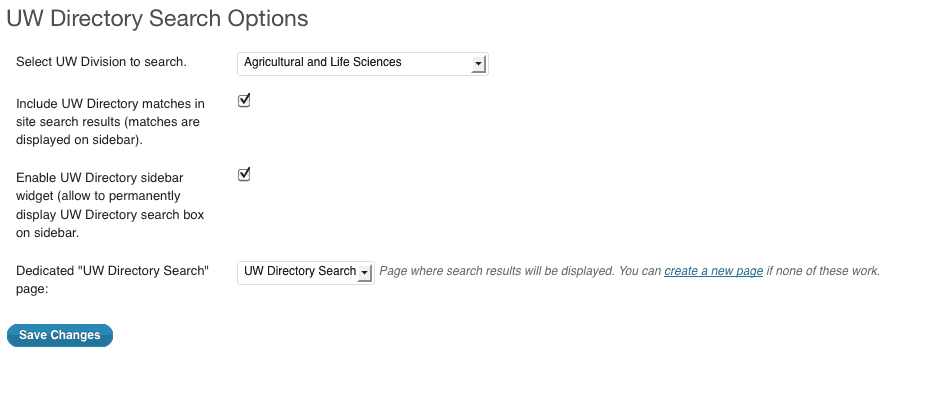 UW Directory Search Options
Select UW Division to search.
Agricultural and Life Sciences
Include UW Directory matches in
site search results (matches are
displayed on sidebar).
Enable UW Directory sidebar
widget (allow to permanently
display UW Directory search box
on sidebar.
Dedicated "UW Directory Search"
page:
UW Directory Search
Page where search results will be displayed. You can create a new page if none of these work.
Save Changes